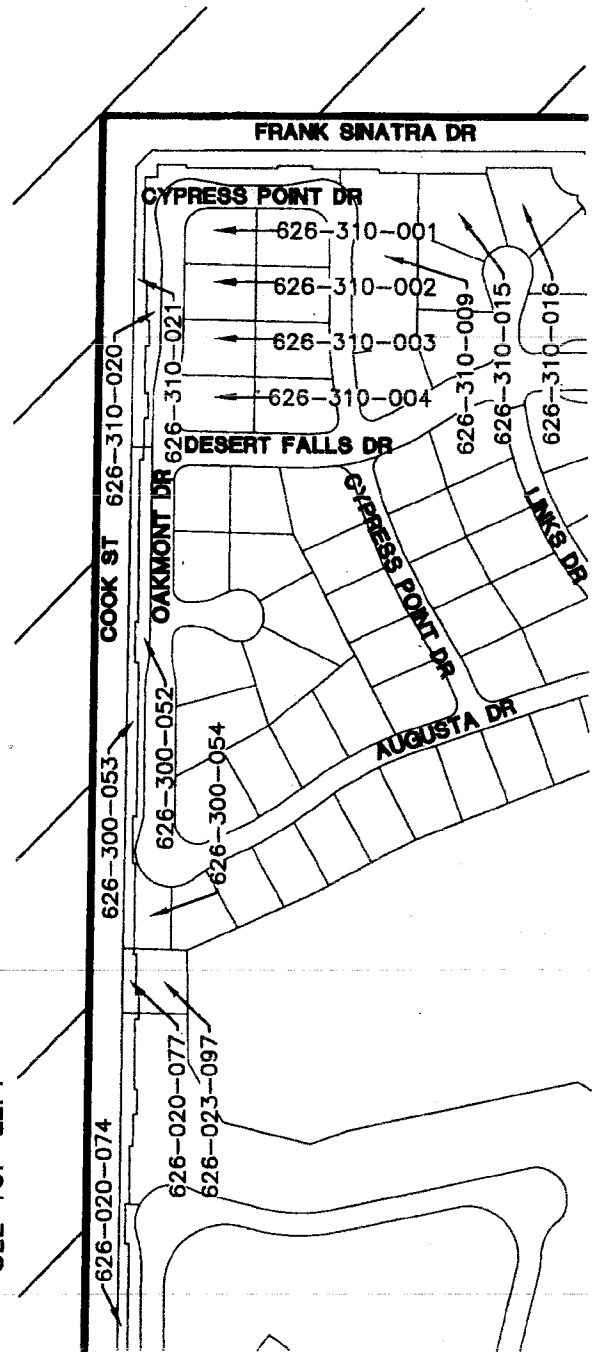 FRANK SINATRA DR
CYPRESS POINT DR
626-310-001
626-310-002
626-310-003
626-310-004
626-310-009
626-310-015
626-310-016
626-310-020
626-310-021
DESERT FALLS DR
OAKMONT DR
COOK ST
CYPRESS POINT DR
LINKS DR
AUGUSTA DR
626-300-052
626-300-053
626-300-054
626-020-077
626-023-097
626-020-074